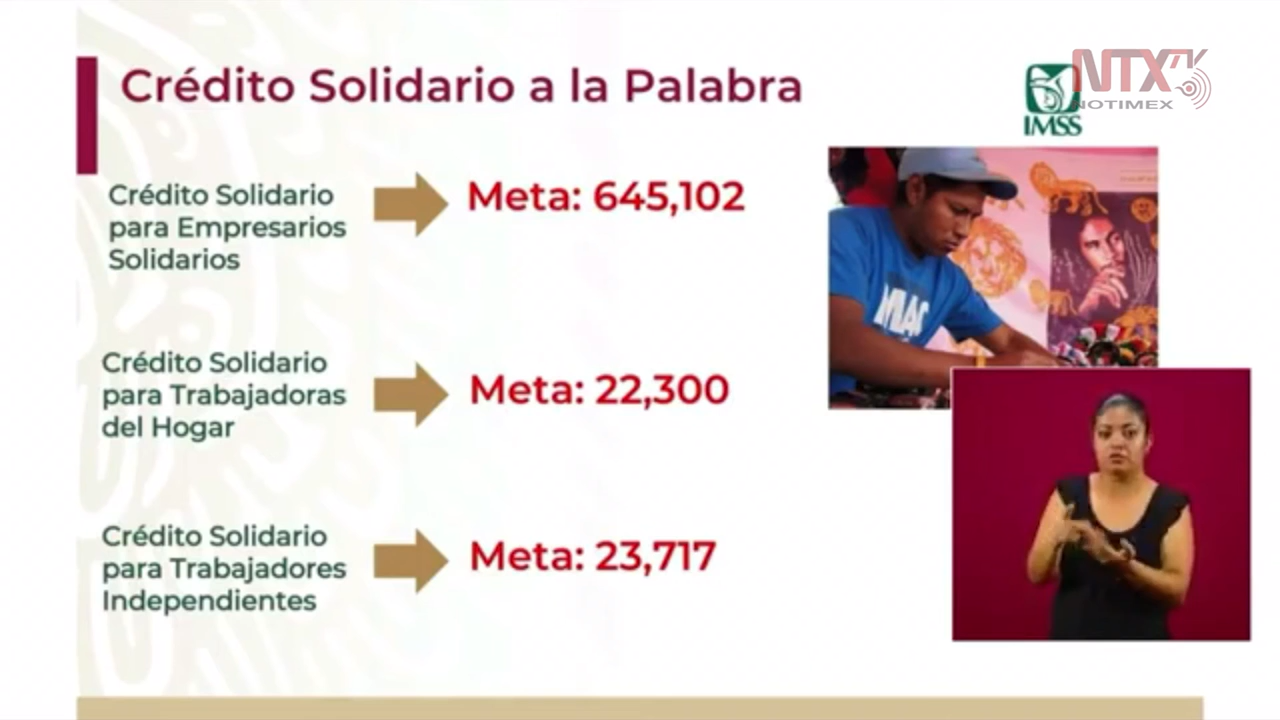 Crédito Solidario a la Palabra
NTX
NOTIMEX
IMSS
Crédito Solidario
para Empresarios
Solidarios
Meta: 645,102
Crédito Solidario
para Trabajadoras
del Hogar
Meta: 22,300
Crédito Solidario
para Trabajadores
Independientes
Meta: 23,717